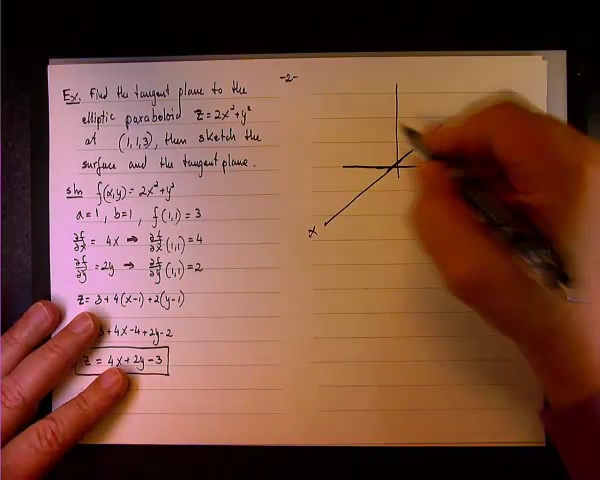 -2-
Ex. Find the tangent plane to the
elliptic paraboloid z = 2x² + y²
at (1,1,3), then sketch the
surface and the tangent plane.
sln f(x,y) = 2x² + y²
a = 1, b = 1, f(1,1) = 3
∂f/∂x = 4x → ∂f/∂x (1,1) = 4
∂f/∂y = 2y → ∂f/∂y (1,1) = 2
z = 3 + 4(x-1) + 2(y-1)
3 + 4x - 4 + 2y - 2
z = 4x + 2y - 3
x